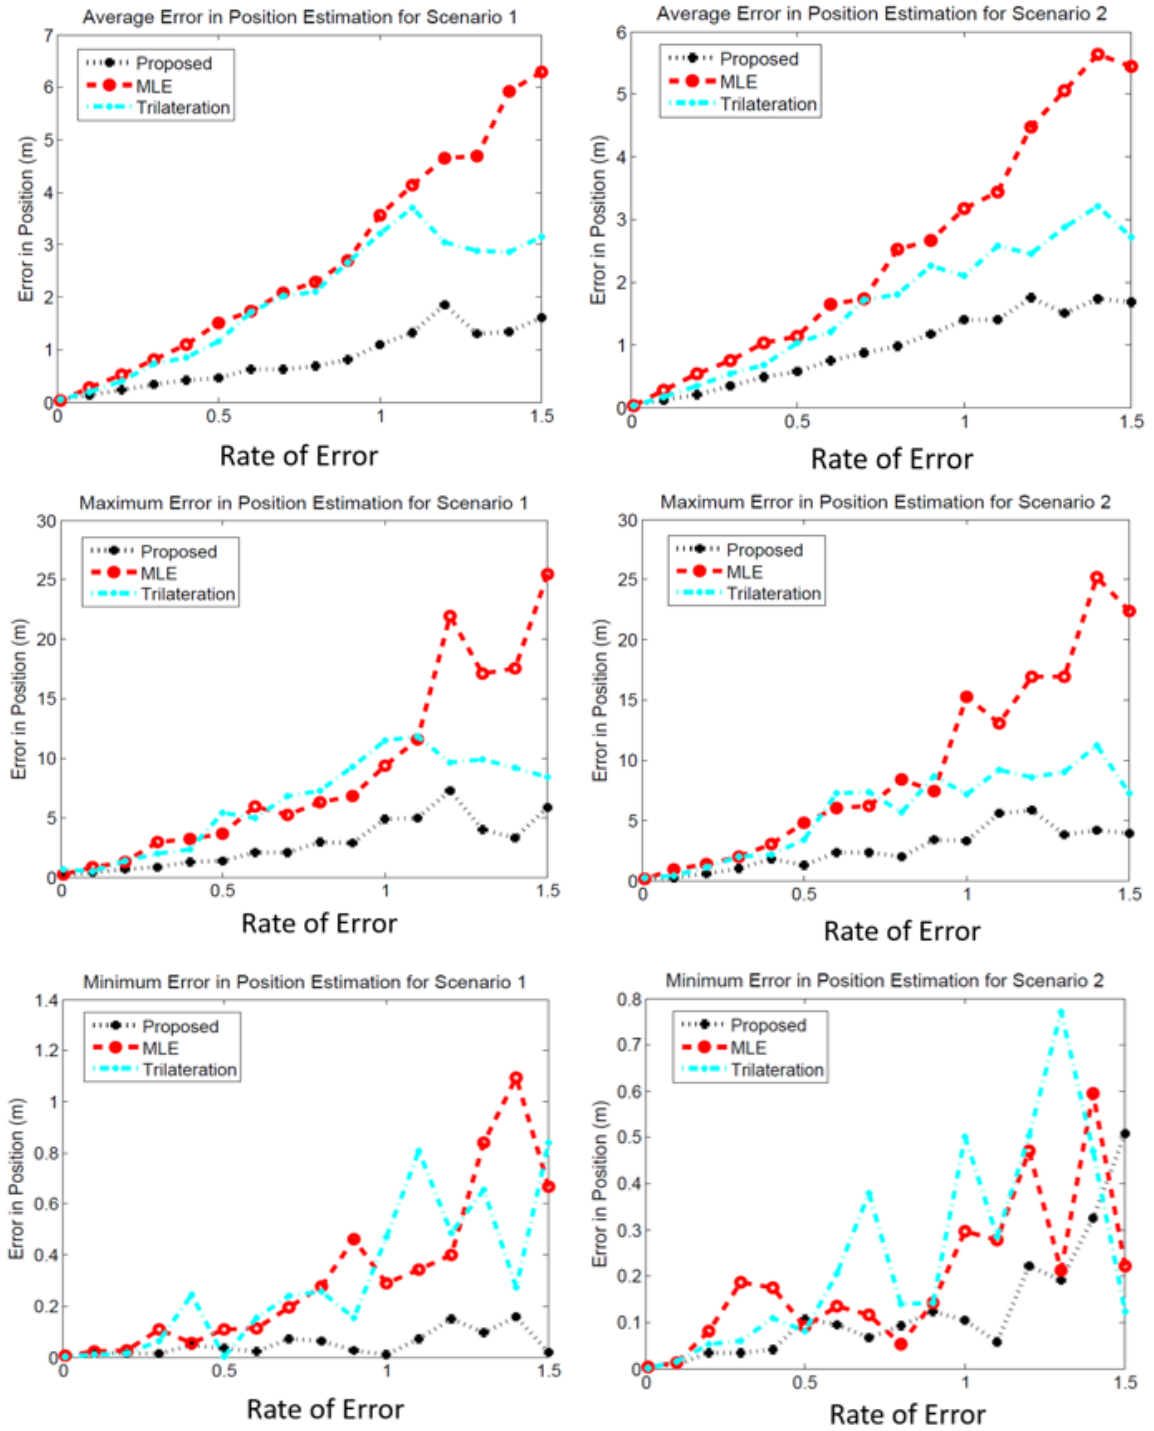 Average Error in Position Estimation for Scenario 1
7
6
5
4
3
2
1
0
Error in Position (m)
Proposed
MLE
Trilateration
0 0.5 1 1.5
Rate of Error
Average Error in Position Estimation for Scenario 2
6
5
4
3
2
1
0
Error in Position (m)
Proposed
MLE
Trilateration
0 0.5 1 1.5
Rate of Error
Maximum Error in Position Estimation for Scenario 1
30
25
20
15
10
5
0
Error in Position (m)
Proposed
MLE
Trilateration
0 0.5 1 1.5
Rate of Error
Maximum Error in Position Estimation for Scenario 2
30
25
20
15
10
5
0
Error in Position (m)
Proposed
MLE
Trilateration
0 0.5 1 1.5
Rate of Error
Minimum Error in Position Estimation for Scenario 1
1.4
1.2
1
0.8
0.6
0.4
0.2
0
Error in Position (m)
Proposed
MLE
Trilateration
0 0.5 1 1.5
Rate of Error
Minimum Error in Position Estimation for Scenario 2
0.8
0.7
0.6
0.5
0.4
0.3
0.2
0.1
0
Error in Position (m)
Proposed
MLE
Trilateration
0 0.5 1 1.5
Rate of Error